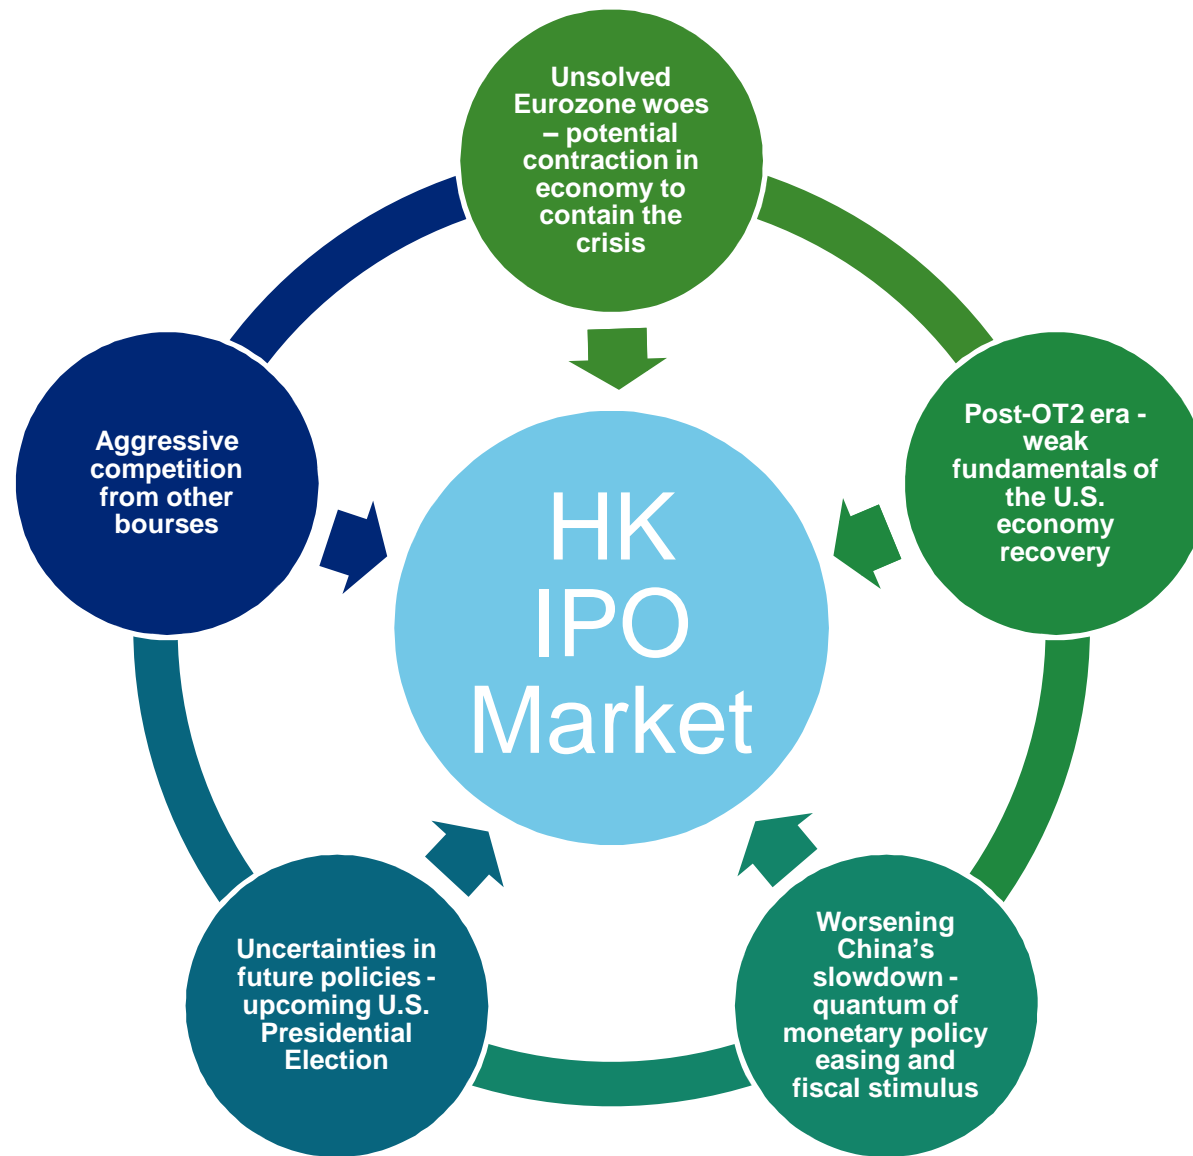 Unsolved
Eurozone woes
– potential
contraction in
economy to
contain the
crisis
Post-OT2 era -
weak
fundamentals of
the U.S.
economy
recovery
Worsening
China’s
slowdown -
quantum of
monetary policy
easing and
fiscal stimulus
Uncertainties in
future policies -
upcoming U.S.
Presidential
Election
Aggressive
competition
from other
bourses
HK
IPO
Market